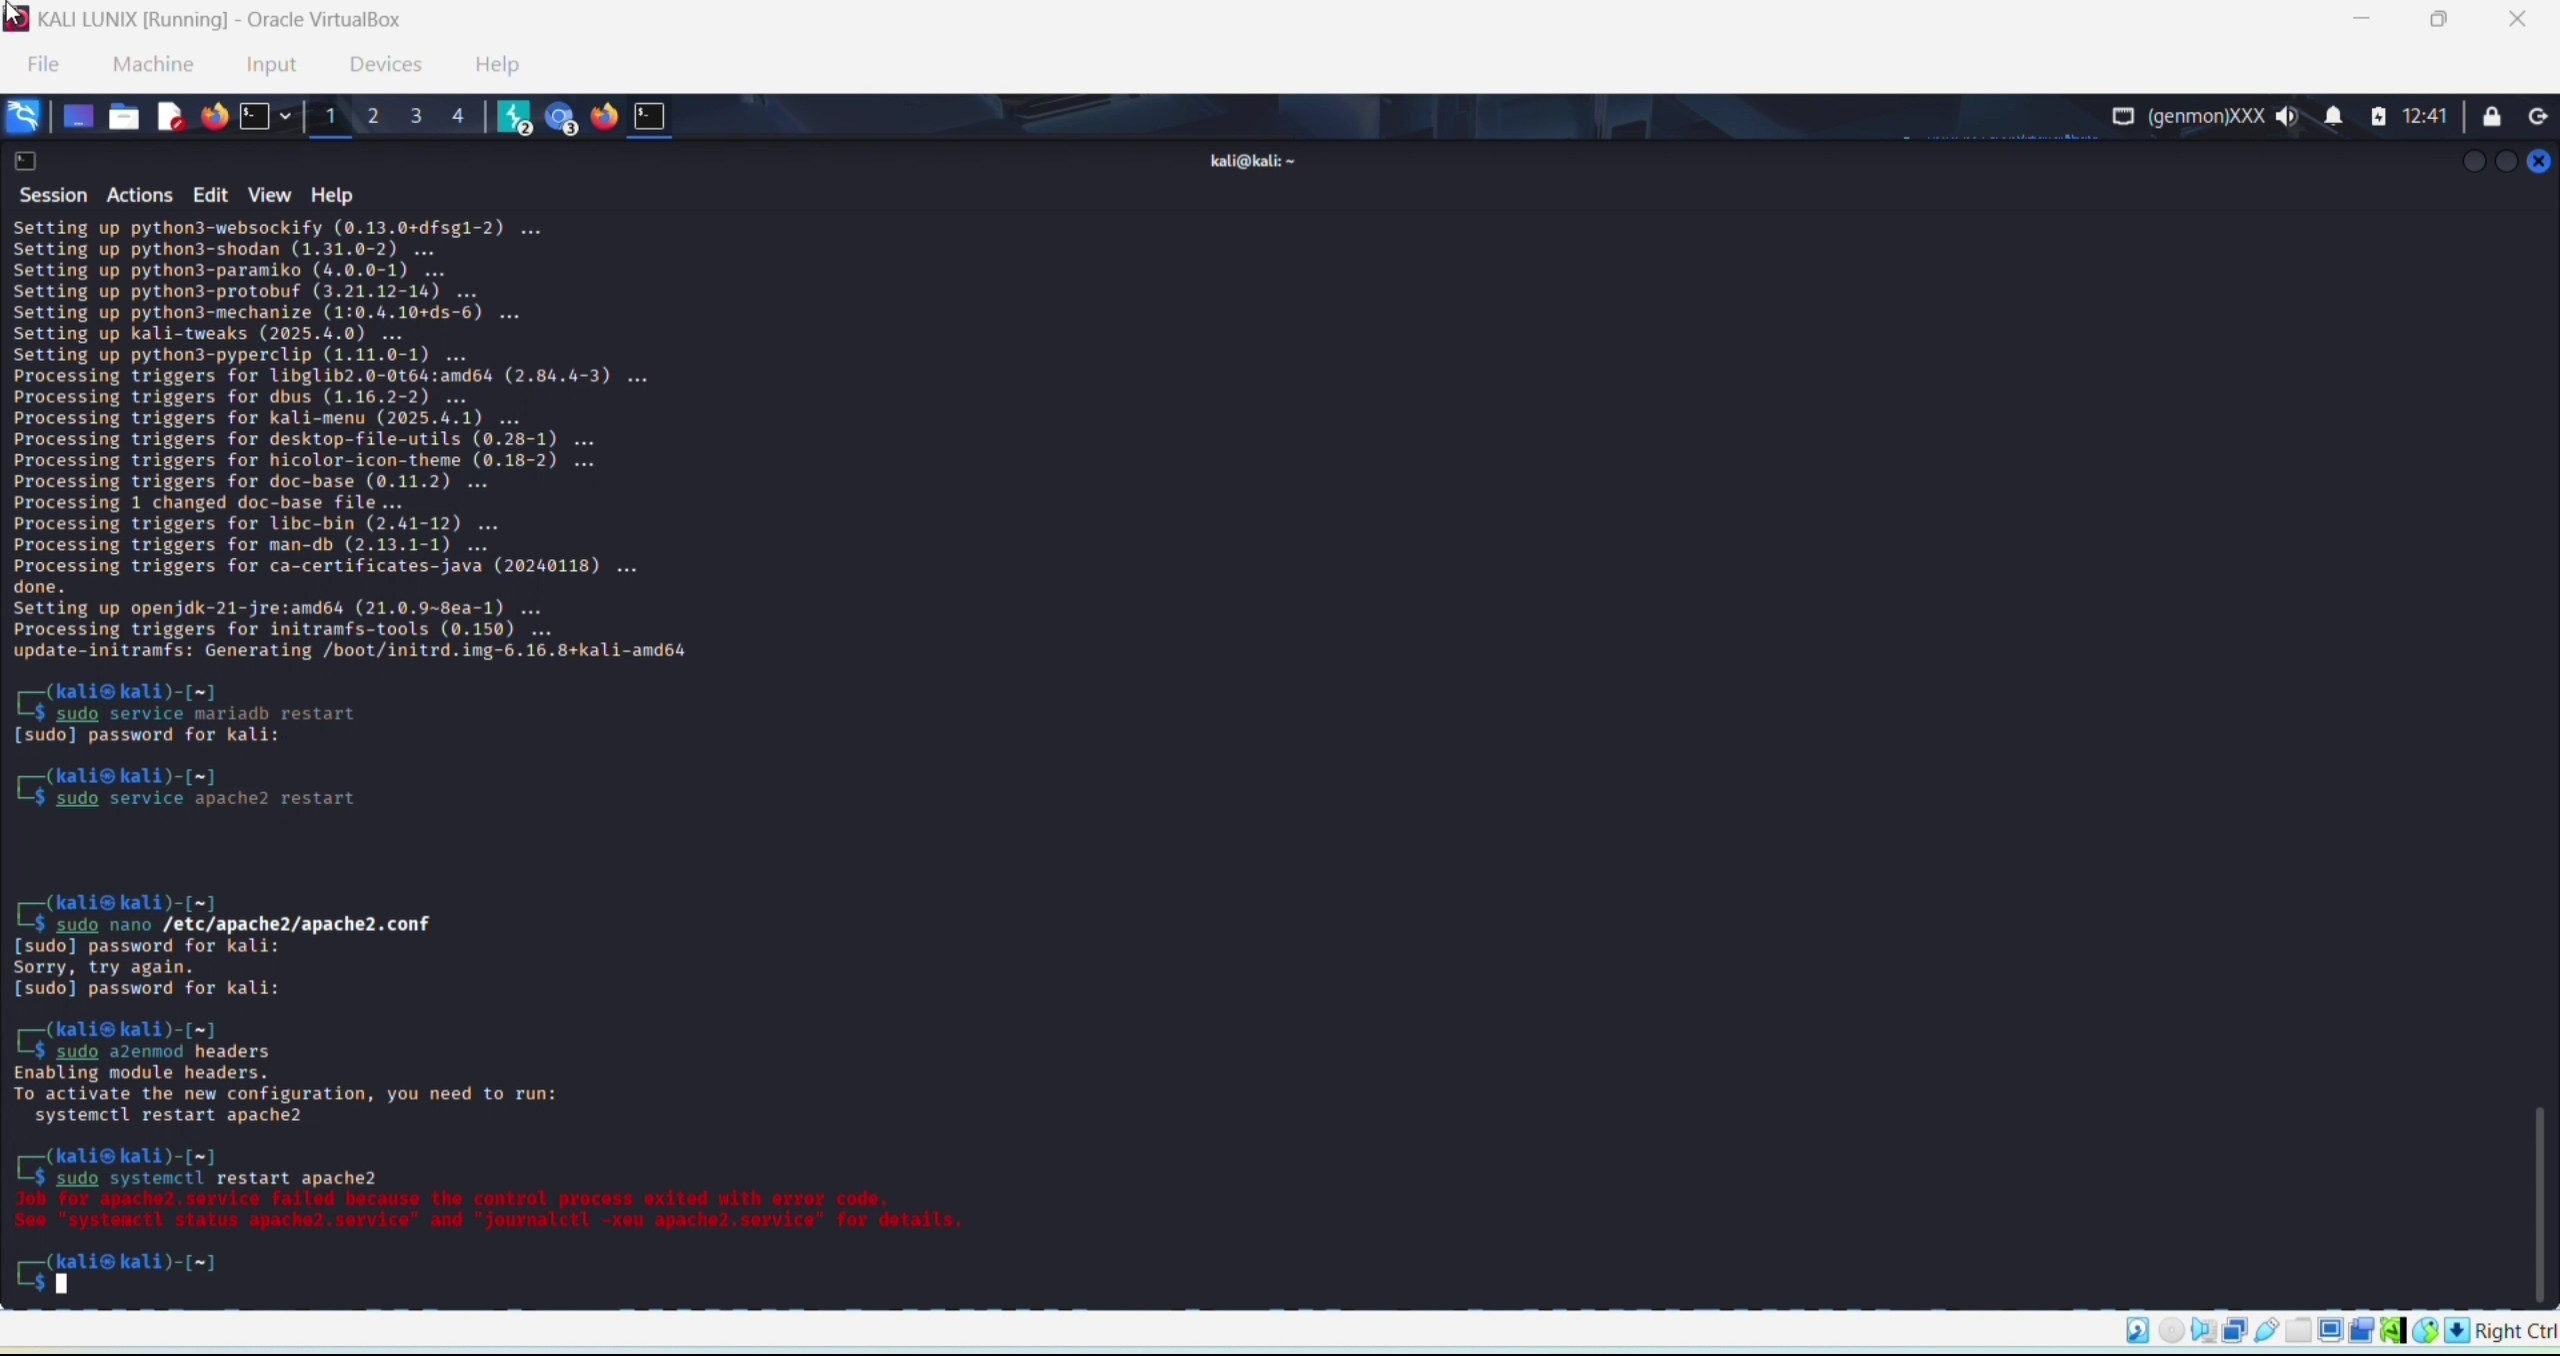 KALI LUNIX [Running] - Oracle VirtualBox
File Machine Input Devices Help
1 2 3 4 2 3 (genmon)XXX 12:41
kali@kali: ~
Session Actions Edit View Help
Setting up python3-websockify (0.13.0+dfsg1-2) ...
Setting up python3-shodan (1.31.0-2) ...
Setting up python3-paramiko (4.0.0-1) ...
Setting up python3-protobuf (3.21.12-14) ...
Setting up python3-mechanize (1:0.4.10+ds-6) ...
Setting up kali-tweaks (2025.4.0) ...
Setting up python3-pyperclip (1.11.0-1) ...
Processing triggers for libglib2.0-0t64:amd64 (2.84.4-3) ...
Processing triggers for dbus (1.16.2-2) ...
Processing triggers for kali-menu (2025.4.1) ...
Processing triggers for desktop-file-utils (0.28-1) ...
Processing triggers for hicolor-icon-theme (0.18-2) ...
Processing triggers for doc-base (0.11.2) ...
Processing 1 changed doc-base file...
Processing triggers for libc-bin (2.41-12) ...
Processing triggers for man-db (2.13.1-1) ...
Processing triggers for ca-certificates-java (20240118) ...
done.
Setting up openjdk-21-jre:amd64 (21.0.9~8ea-1) ...
Processing triggers for initramfs-tools (0.150) ...
update-initramfs: Generating /boot/initrd.img-6.16.8+kali-amd64
┌──(kali㉿kali)-[~]
└─$ sudo service mariadb restart
[sudo] password for kali:
┌──(kali㉿kali)-[~]
└─$ sudo service apache2 restart
┌──(kali㉿kali)-[~]
└─$ sudo nano /etc/apache2/apache2.conf
[sudo] password for kali:
Sorry, try again.
[sudo] password for kali:
┌──(kali㉿kali)-[~]
└─$ sudo a2enmod headers
Enabling module headers.
To activate the new configuration, you need to run:
  systemctl restart apache2
┌──(kali㉿kali)-[~]
└─$ sudo systemctl restart apache2
Job for apache2.service failed because the control process exited with error code.
See "systemctl status apache2.service" and "journalctl -xeu apache2.service" for details.
┌──(kali㉿kali)-[~]
└─$
Right Ctrl